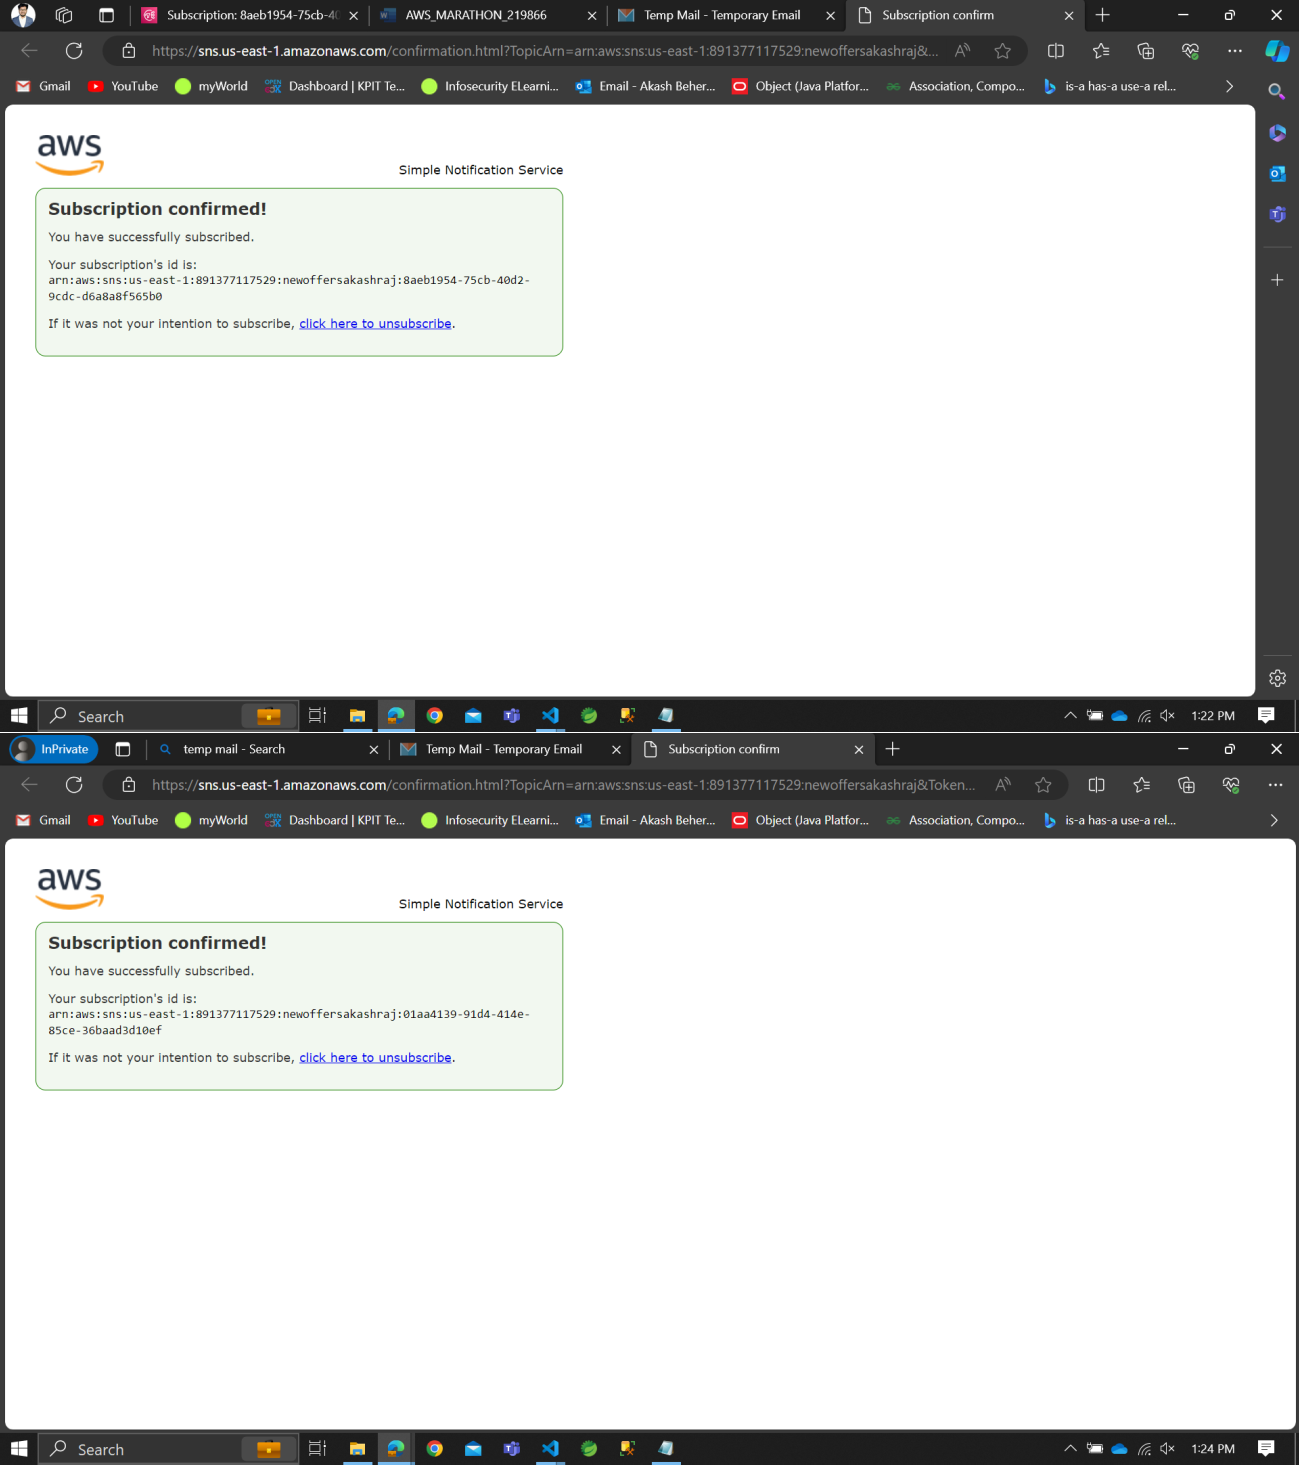 Subscription: 8aeb1954-75cb-40
AWS_MARATHON_219866
Temp Mail - Temporary Email
Subscription confirm
https://sns.us-east-1.amazonaws.com/confirmation.html?TopicArn=arn:aws:sns:us-east-1:891377117529:newoffersakashraj&...
Gmail
YouTube
myWorld
Dashboard | KPIT Te...
Infosecurity ELearni...
Email - Akash Beher...
Object (Java Platfor...
Association, Compo...
is-a has-a use-a rel...
aws
Simple Notification Service
Subscription confirmed!
You have successfully subscribed.
Your subscription's id is:
arn:aws:sns:us-east-1:891377117529:newoffersakashraj:8aeb1954-75cb-40d2-
9cdc-d6a8a8f565b0
If it was not your intention to subscribe, click here to unsubscribe.
Search
1:22 PM
InPrivate
temp mail - Search
Temp Mail - Temporary Email
Subscription confirm
https://sns.us-east-1.amazonaws.com/confirmation.html?TopicArn=arn:aws:sns:us-east-1:891377117529:newoffersakashraj&Token...
Gmail
YouTube
myWorld
Dashboard | KPIT Te...
Infosecurity ELearni...
Email - Akash Beher...
Object (Java Platfor...
Association, Compo...
is-a has-a use-a rel...
aws
Simple Notification Service
Subscription confirmed!
You have successfully subscribed.
Your subscription's id is:
arn:aws:sns:us-east-1:891377117529:newoffersakashraj:01aa4139-91d4-414e-
85ce-36baad3d10ef
If it was not your intention to subscribe, click here to unsubscribe.
Search
1:24 PM